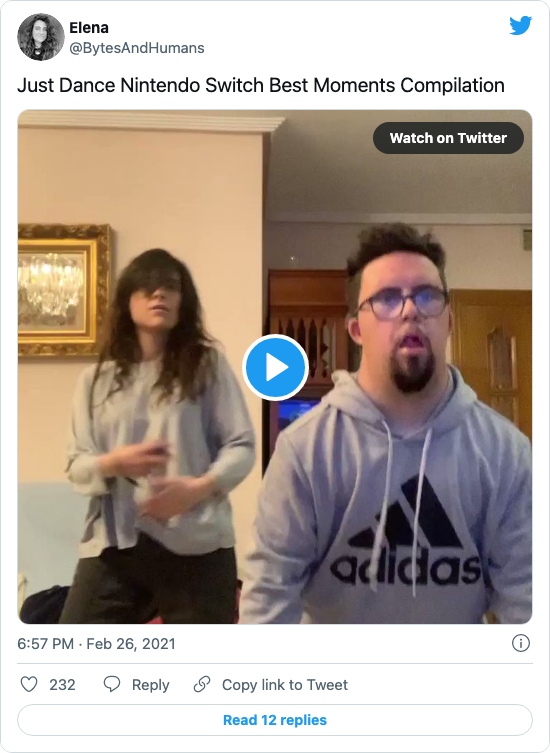 Elena
@BytesAndHumans
Just Dance Nintendo Switch Best Moments Compilation
Watch on Twitter
adidas
6:57 PM · Feb 26, 2021
232
Reply
Copy link to Tweet
Read 12 replies